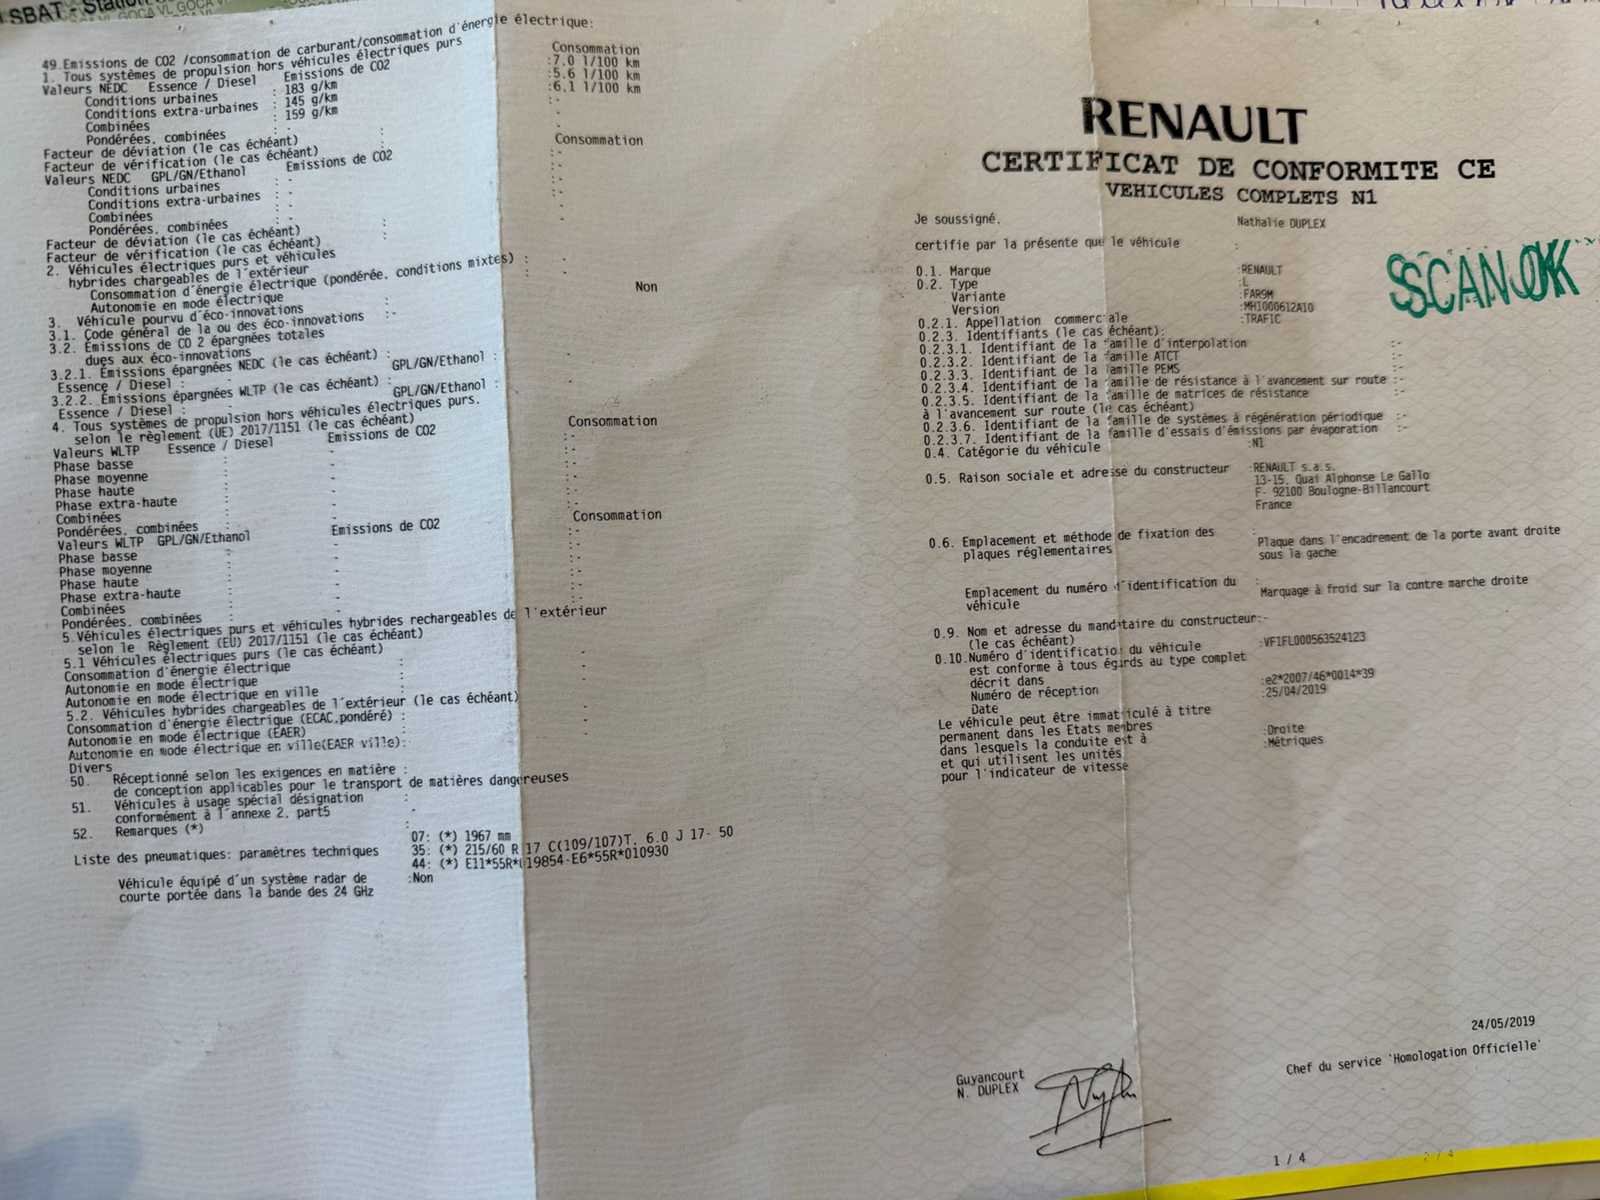 SBAT - Station
49.Emissions de CO2 /consommation de carburant/consommation d'énergie électrique:
1. Tous systèmes de propulsion hors véhicules électriques purs
Valeurs NEDC Essence / Diesel Emissions de CO2 Consommation
Conditions urbaines : 183 g/km :7.0 l/100 km
Conditions extra-urbaines : 145 g/km :5.6 l/100 km
Combinées : 159 g/km :6.1 l/100 km
Pondérées, combinées : - :-
Facteur de déviation (le cas échéant) : -
Facteur de vérification (le cas échéant) : -
Valeurs NEDC GPL/GN/Ethanol Emissions de CO2 Consommation
Conditions urbaines : - :-
Conditions extra-urbaines : - :-
Combinées : - :-
Pondérées, combinées : - :-
Facteur de déviation (le cas échéant) : -
Facteur de vérification (le cas échéant) :
2. Véhicules électriques purs et véhicules
hybrides chargeables de l'extérieur
Consommation d'énergie électrique (pondérée, conditions mixtes) : -
Autonomie en mode électrique : -
3. Véhicule pourvu d'éco-innovations : Non
3.1. Code général de la ou des éco-innovations :-
3.2. Emissions de CO 2 épargnées totales
dues aux éco-innovations
3.2.1. Émissions épargnées NEDC (le cas échéant) :
Essence / Diesel : - GPL/GN/Ethanol : -
3.2.2. Émissions épargnées WLTP (le cas échéant) :
Essence / Diesel : - GPL/GN/Ethanol : -
4. Tous systèmes de propulsion hors véhicules électriques purs.
selon le règlement (UE) 2017/1151 (le cas échéant)
Valeurs WLTP Essence / Diesel Emissions de CO2 Consommation
Phase basse : - :-
Phase moyenne : - :-
Phase haute : - :-
Phase extra-haute : - :-
Combinées : - :-
Pondérées, combinées : - :-
Valeurs WLTP GPL/GN/Ethanol Emissions de CO2 Consommation
Phase basse : - :-
Phase moyenne : - :-
Phase haute : - :-
Phase extra-haute : - :-
Combinées : - :-
Pondérées, combinées : - :-
5.Véhicules électriques purs et véhicules hybrides rechargeables de l'extérieur
selon le Règlement (EU) 2017/1151 (le cas échéant)
5.1 Véhicules électriques purs (le cas échéant)
Consommation d'énergie électrique : -
Autonomie en mode électrique : -
Autonomie en mode électrique en ville : -
5.2. Véhicules hybrides chargeables de l'extérieur (le cas échéant)
Consommation d'énergie électrique (ECAC,pondéré) : -
Autonomie en mode électrique (EAER) : -
Autonomie en mode électrique en ville(EAER ville): -
Divers
50. Réceptionné selon les exigences en matière :
de conception applicables pour le transport de matières dangereuses
51. Véhicules à usage spécial désignation :
conformément à l'annexe 2, part5
52. Remarques (*) :
07: (*) 1967 mm
Liste des pneumatiques: paramètres techniques 35: (*) 215/60 R 17 C(109/107)T, 6.0 J 17- 50
44: (*) E11*55R*019854-E6*55R*010930
Véhicule équipé d'un système radar de :Non
courte portée dans la bande des 24 GHz
RENAULT
CERTIFICAT DE CONFORMITE CE
VEHICULES COMPLETS N1
Je soussigné, Nathalie DUPLEX
certifie par la présente que le véhicule :
SCAN OK
0.1. Marque :RENAULT
0.2. Type :L
Variante :FAR9M
Version :MH1000612A10
0.2.1. Appellation commerciale :TRAFIC
0.2.3. Identifiants (le cas échéant):
0.2.3.1. Identifiant de la famille d'interpolation :-
0.2.3.2. Identifiant de la famille ATCT :-
0.2.3.3. Identifiant de la famille PEMS :-
0.2.3.4. Identifiant de la famille de résistance à l'avancement sur route :-
0.2.3.5. Identifiant de la famille de matrices de résistance :-
à l'avancement sur route (le cas échéant)
0.2.3.6. Identifiant de la famille de systèmes à régénération périodique :-
0.2.3.7. Identifiant de la famille d'essais d'émissions par évaporation :-
0.4. Catégorie du véhicule :N1
0.5. Raison sociale et adresse du constructeur :RENAULT s.a.s.
13-15, Quai Alphonse Le Gallo
F- 92100 Boulogne-Billancourt
France
0.6. Emplacement et méthode de fixation des : Plaque dans l'encadrement de la porte avant droite
plaques réglementaires sous la gache
Emplacement du numéro d'identification du : Marquage à froid sur la contre marche droite
véhicule
0.9. Nom et adresse du mandataire du constructeur:-
(le cas échéant)
0.10.Numéro d'identification du véhicule :VF1FL000563524123
est conforme à tous égards au type complet
décrit dans
Numéro de réception :e2*2007/46*0014*39
Date :25/04/2019
Le véhicule peut être immatriculé à titre
permanent dans les Etats membres
dans lesquels la conduite est à :Droite
et qui utilisent les unités :Métriques
pour l'indicateur de vitesse
24/05/2019
Guyancourt Chef du service 'Homologation Officielle'
N. DUPLEX
1 / 4
2 / 4